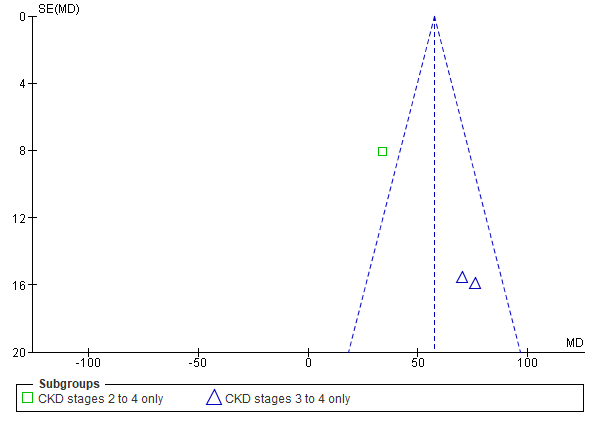 SE(MD)
0
4
8
12
16
20
-100
-50
0
50
100
MD
Subgroups
CKD stages 2 to 4 only
CKD stages 3 to 4 only